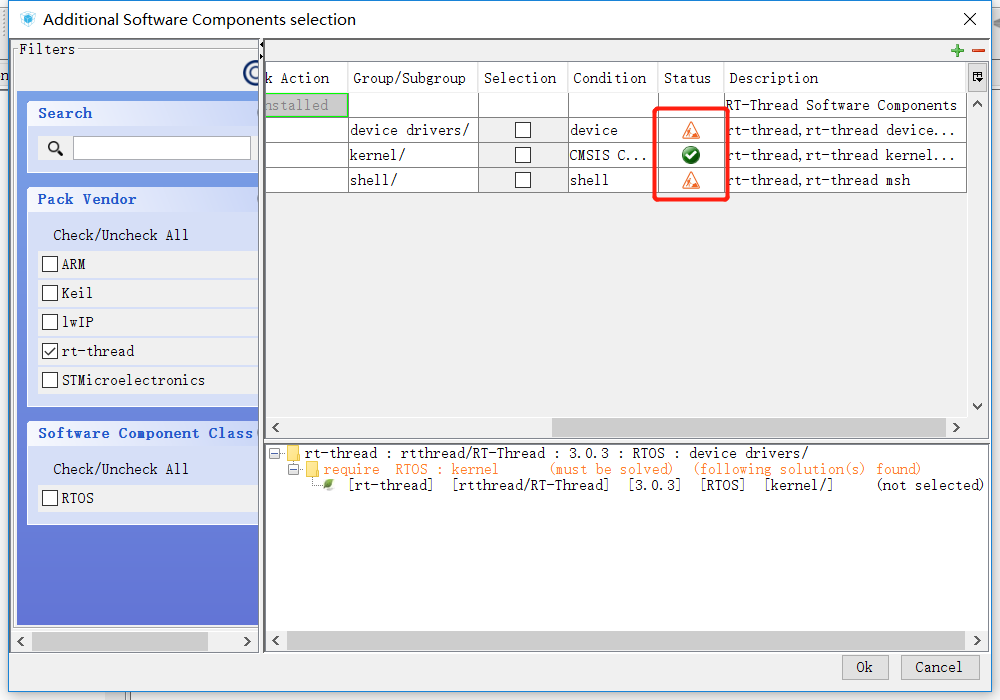 Additional Software Components selection
Filters
Search
Pack Vendor
Check/Uncheck All
ARM
Keil
lwIP
rt-thread
STMicroelectronics
Software Component Class
Check/Uncheck All
RTOS
k Action Group/Subgroup Selection Condition Status Description
nstalled RT-Thread Software Components
device drivers/ device rt-thread,rt-thread device...
kernel/ CMSIS C... rt-thread,rt-thread kernel...
shell/ shell rt-thread,rt-thread msh
rt-thread : rtthread/RT-Thread : 3.0.3 : RTOS : device drivers/
require RTOS : kernel (must be solved) (following solution(s) found)
[rt-thread] [rtthread/RT-Thread] [3.0.3] [RTOS] [kernel/] (not selected)
Ok Cancel